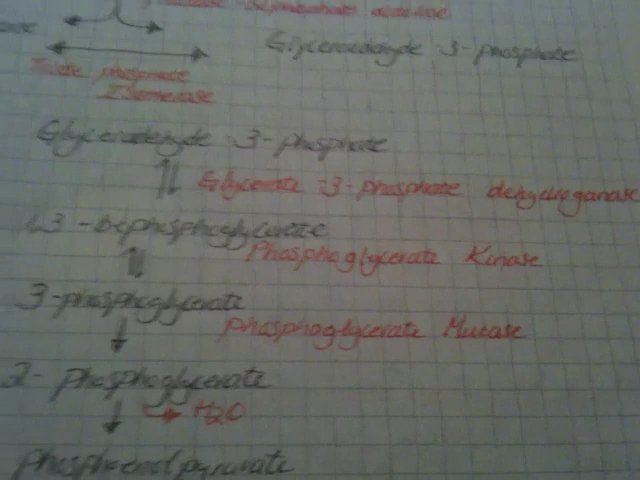 Glyceraldehyde 3-phosphate
Triose phosphate
Isomerase
Glyceraldehyde 3-phosphate
Glycerate 3-phosphate dehydroganase
1,3-bisphosphoglycerate
Phosphoglycerate Kinase
3-phosphoglycerate
phosphoglycerate Mutase
2-phosphoglycerate
H2O
phosphoenolpyruvate